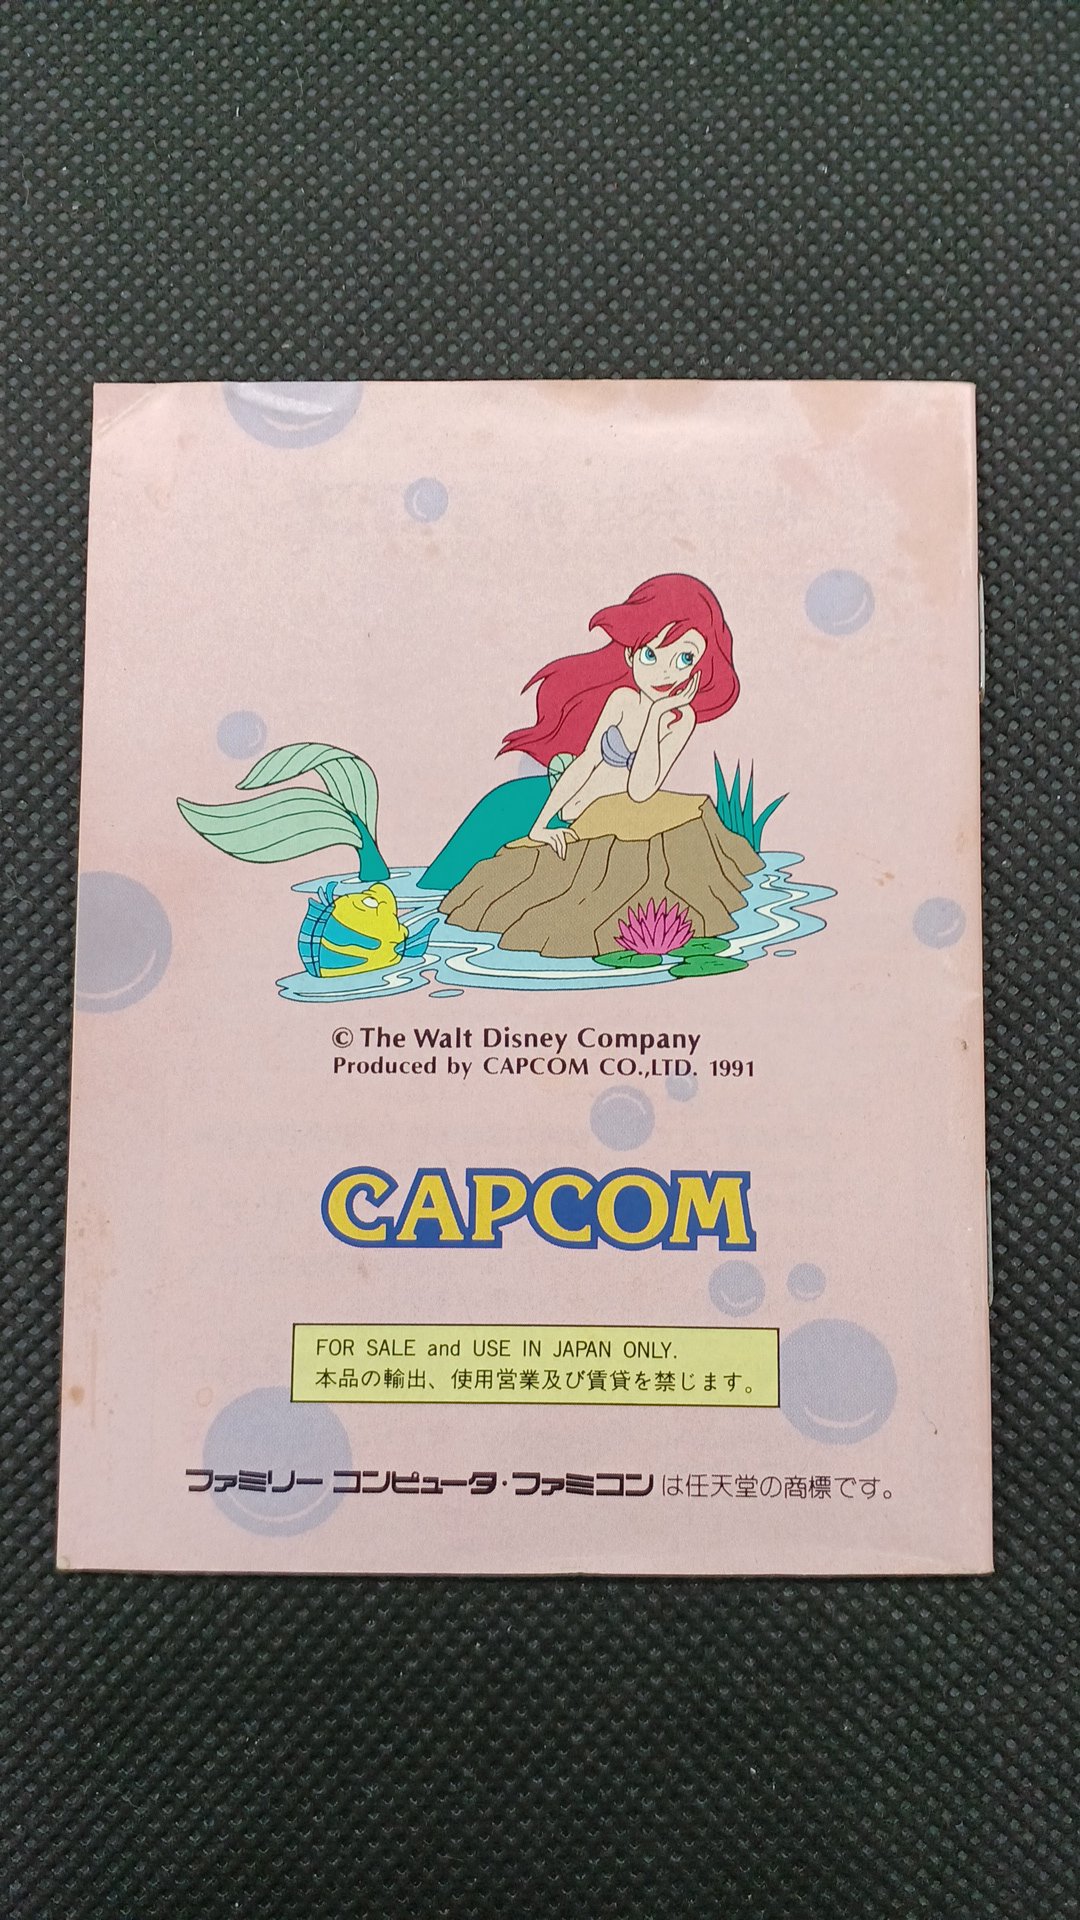 © The Walt Disney Company
Produced by CAPCOM CO.,LTD. 1991
CAPCOM
FOR SALE and USE IN JAPAN ONLY.
本品の輸出、使用営業及び賃貸を禁じます。
ファミリー コンピュータ・ファミコンは任天堂の商標です。